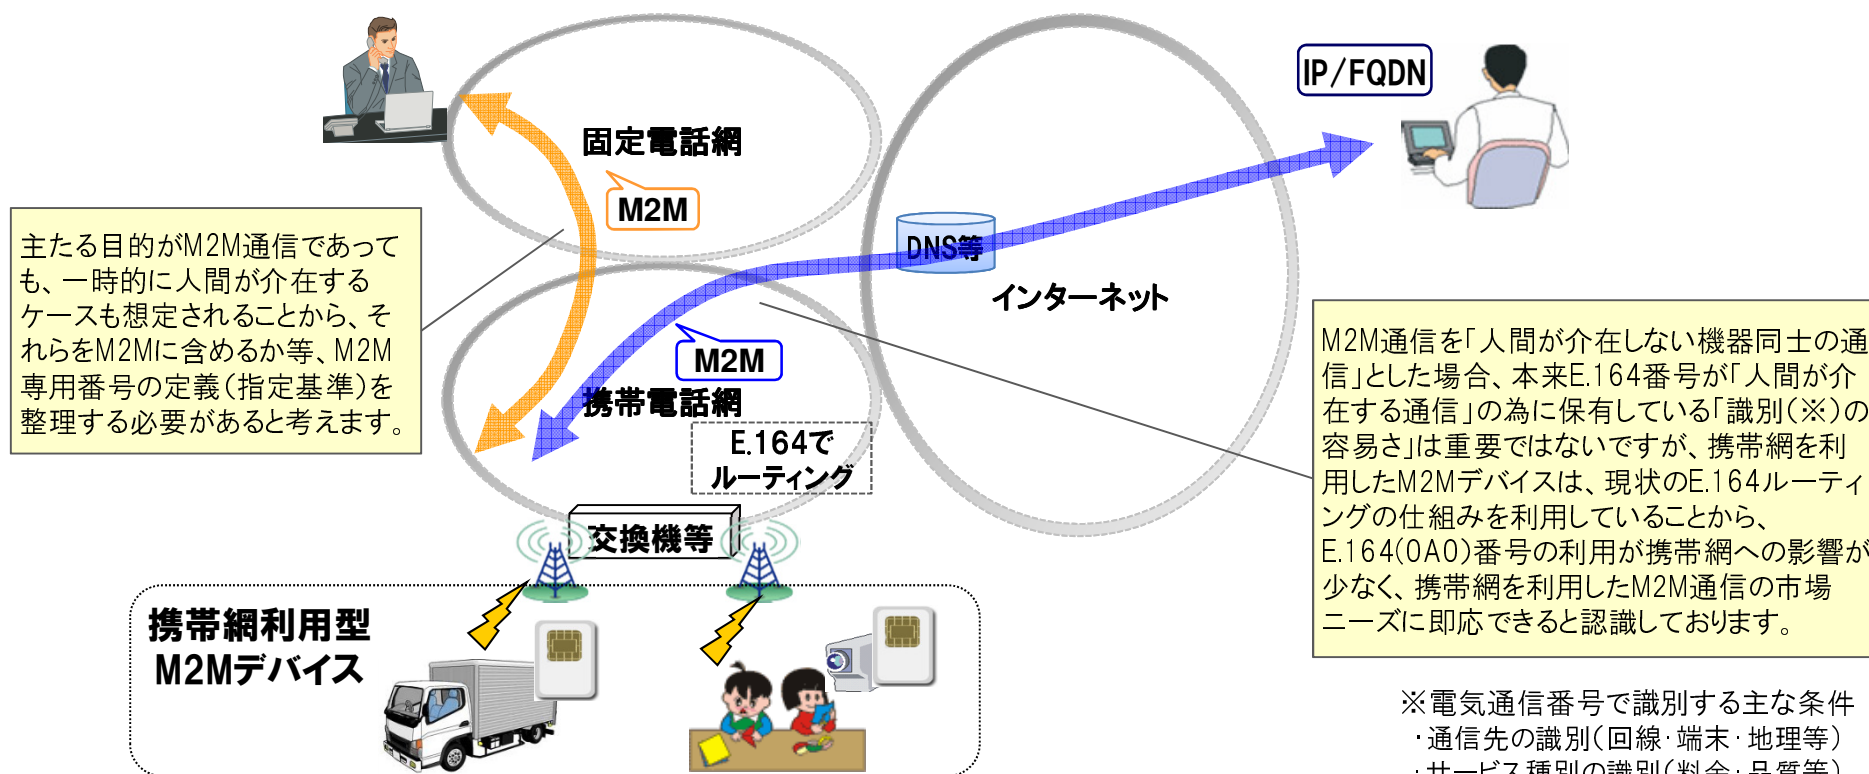 IP/FQDN
固定電話網
M2M
主たる目的がM2M通信であって
も、一時的に人間が介在する
ケースも想定されることから、そ
れらをM2Mに含めるか等、M2M
専用番号の定義(指定基準)を
整理する必要があると考えます。
DNS等
インターネット
M2M
携帯電話網
E.164で
ルーティング
交換機等
M2M通信を「人間が介在しない機器同士の通
信」とした場合、本来E.164番号が「人間が介
在する通信」の為に保有している「識別(※)の
容易さ」は重要ではないですが、携帯網を利
用したM2Mデバイスは、現状のE.164ルーティ
ングの仕組みを利用していることから、
E.164(0A0)番号の利用が携帯網への影響が
少なく、携帯網を利用したM2M通信の市場
ニーズに即応できると認識しております。
携帯網利用型
M2Mデバイス
※電気通信番号で識別する主な条件
・通信先の識別(回線・端末・地理等)
・サービス種別の識別(料金・品質等)